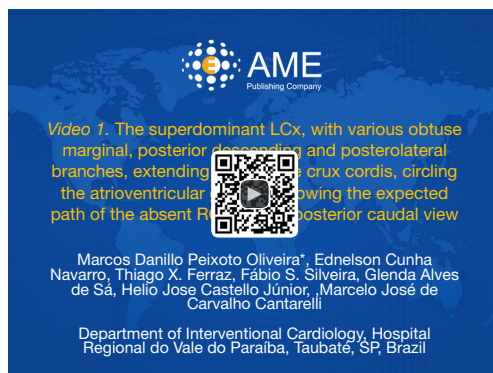 AME
Publishing Company
Video 1. The superdominant LCx, with various obtuse
marginal, posterior descending and posterolateral
branches, extending crux cordis, circling
the atrioventricular owing the expected
path of the absent posterior caudal view
Marcos Danillo Peixoto Oliveira*, Ednelson Cunha
Navarro, Thiago X. Ferraz, Fábio S. Silveira, Glenda Alves
de Sá, Helio Jose Castello Júnior, ,Marcelo José de
Carvalho Cantarelli
Department of Interventional Cardiology, Hospital
Regional do Vale do Paraíba, Taubaté, SP, Brazil